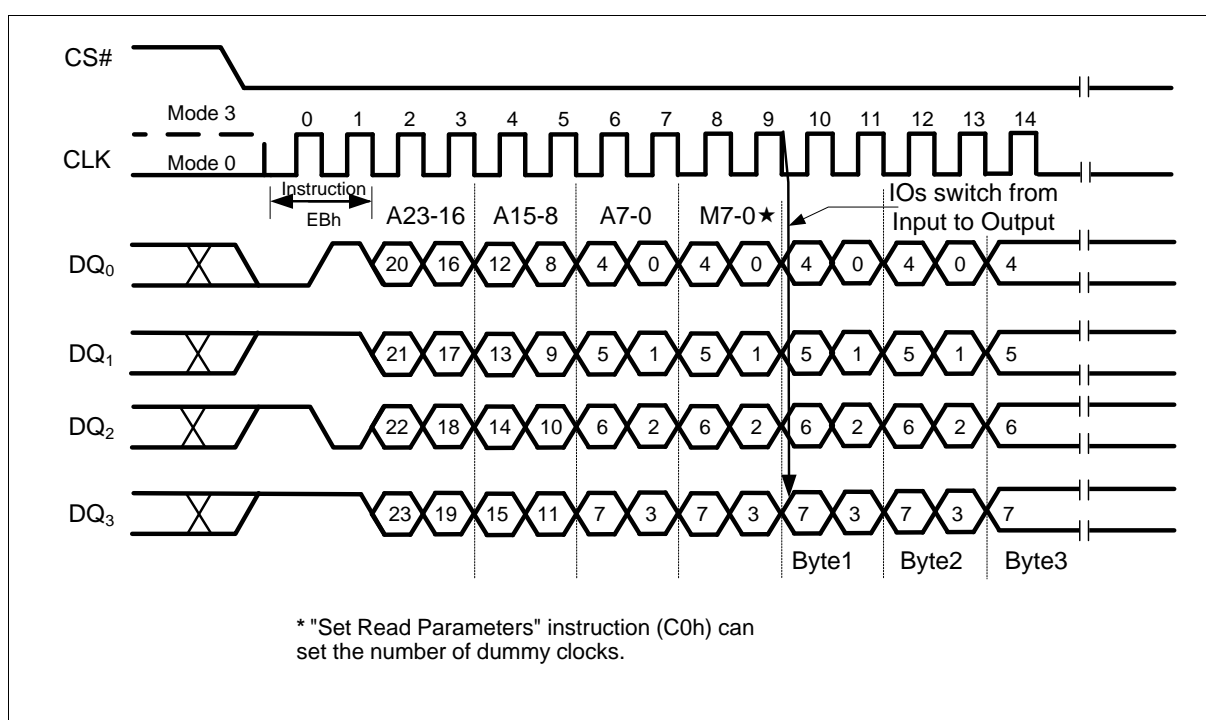 CS#
Mode 3
0 1 2 3 4 5 6 7 8 9 10 11 12 13 14
CLK
Mode 0
Instruction
EBh
A23-16 A15-8 A7-0 M7-0★
IOs switch from
Input to Output
DQ0
20 16 12 8 4 0 4 0 4 0 4 0 4
DQ1
21 17 13 9 5 1 5 1 5 1 5 1 5
DQ2
22 18 14 10 6 2 6 2 6 2 6 2 6
DQ3
23 19 15 11 7 3 7 3 7 3 7 3 7
Byte1 Byte2 Byte3
* "Set Read Parameters" instruction (C0h) can
set the number of dummy clocks.